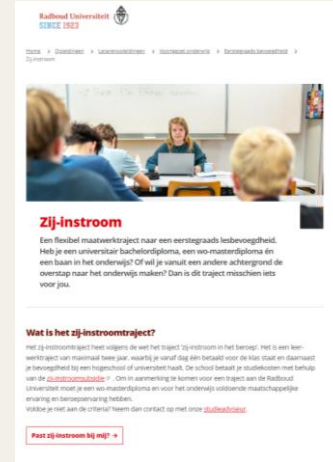 Radboud Universiteit
SINCE 1923
Home > Opleidingen > Lerarenopleidingen > Voortgezet onderwijs > Eerstegraads bevoegdheid >
Zij-instroom
Zij-instroom
Een flexibel maatwerktraject naar een eerstegraads lesbevoegdheid.
Heb je een universitair bachelordiploma, een wo-masterdiploma én
een baan in het onderwijs? Of wil je vanuit een andere achtergrond de
overstap naar het onderwijs maken? Dan is dit traject misschien iets
voor jou.
Wat is het zij-instroomtraject?
Het zij-instroomtraject heet volgens de wet het traject 'zij-instroom in het beroep'. Het is een leer-
werktraject van maximaal twee jaar, waarbij je vanaf dag één betaald voor de klas staat en daarnaast
je bevoegdheid bij een hogeschool of universiteit haalt. De school betaalt je studiekosten met behulp
van de zij-instroomsubsidie. Om in aanmerking te komen voor een traject aan de Radboud
Universiteit moet je een wo-masterdiploma en voor het onderwijs voldoende maatschappelijke
ervaring en beroepservaring hebben.
Voldoe je niet aan de criteria? Neem dan contact op met onze studieadviseur.
Past zij-instroom bij mij? →